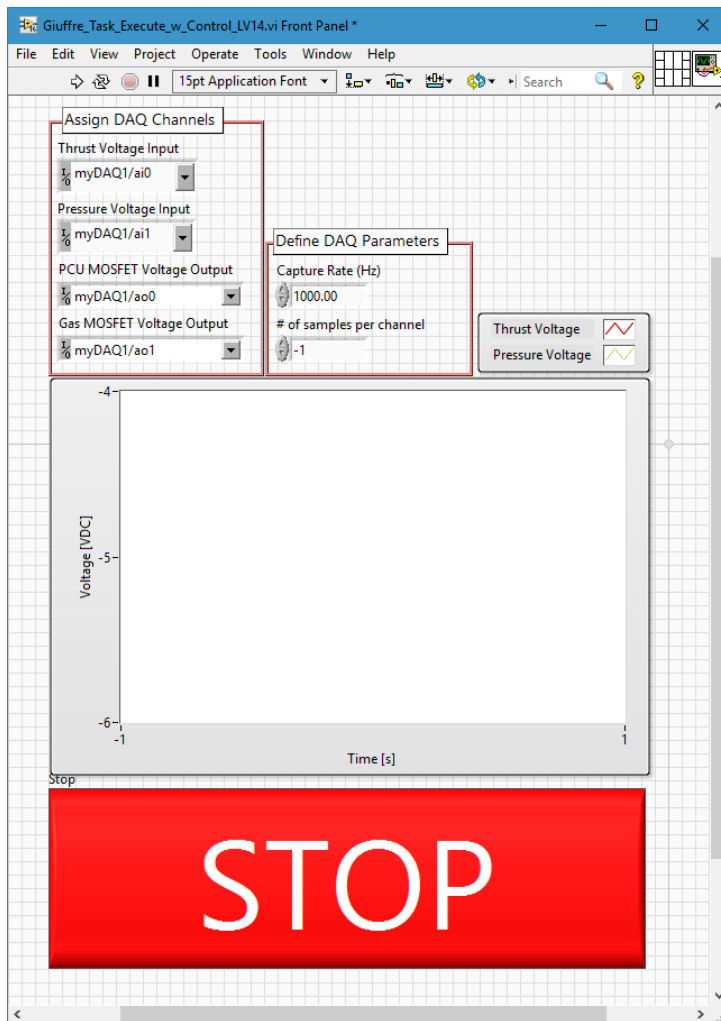 Giuffre_Task_Execute_w_Control_LV14.vi Front Panel *
File Edit View Project Operate Tools Window Help
15pt Application Font Search
Assign DAQ Channels
Thrust Voltage Input
myDAQ1/ai0
Pressure Voltage Input
myDAQ1/ai1
PCU MOSFET Voltage Output
myDAQ1/ao0
Gas MOSFET Voltage Output
myDAQ1/ao1
Define DAQ Parameters
Capture Rate (Hz)
1000.00
# of samples per channel
-1
Thrust Voltage
Pressure Voltage
-4
-5
-6
Voltage [VDC]
-1 1
Time [s]
Stop
STOP